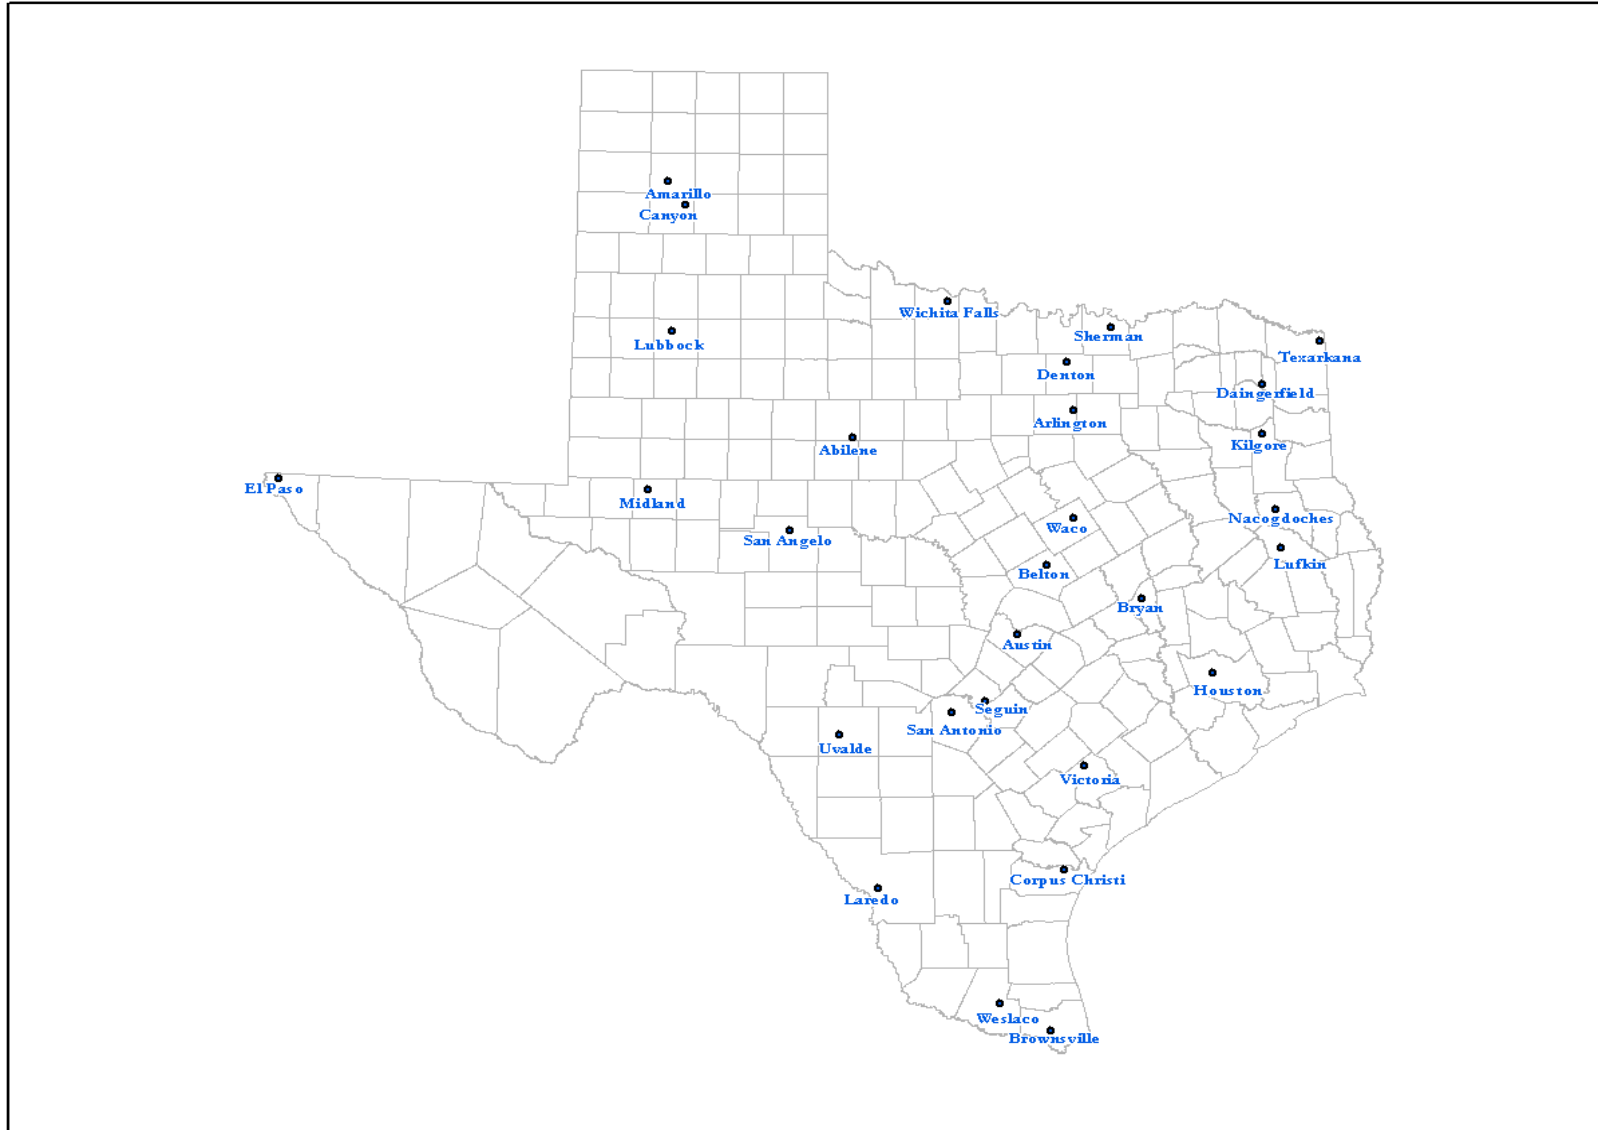 Amarillo
Canyon
Wichita Falls
Sherman
Lubbock
Texarkana
Denton
Daingerfield
Arlington
Kilgore
Abilene
El Paso
Midland
Nacogdoches
Waco
San Angelo
Lufkin
Belton
Bryan
Austin
Houston
Seguin
San Antonio
Uvalde
Victoria
Corpus Christi
Laredo
Weslaco
Brownsville